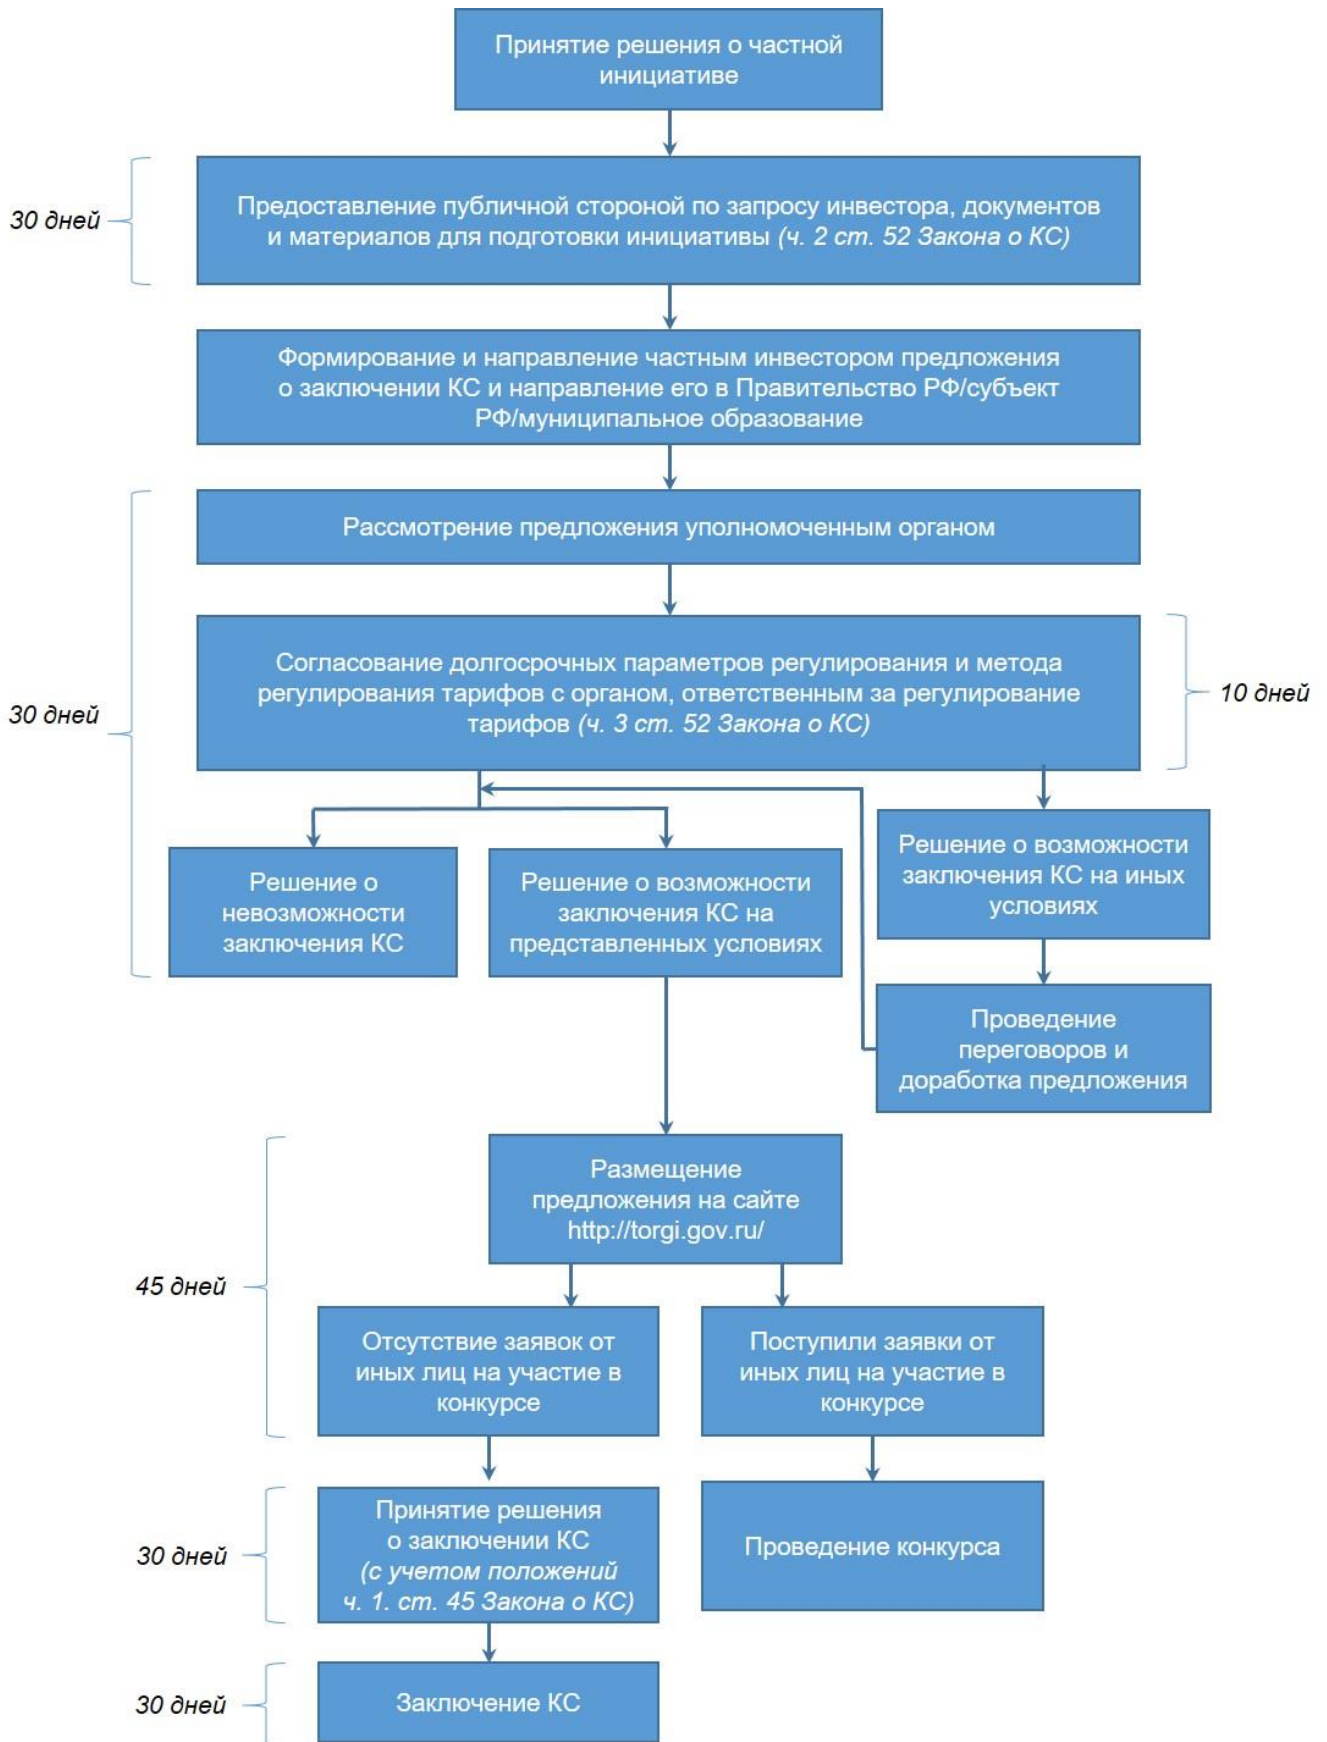 Принятие решения о частной
инициативе
30 дней
Предоставление публичной стороной по запросу инвестора, документов
и материалов для подготовки инициативы (ч. 2 ст. 52 Закона о КС)
Формирование и направление частным инвестором предложения
о заключении КС и направление его в Правительство РФ/субъект
РФ/муниципальное образование
Рассмотрение предложения уполномоченным органом
30 дней
Согласование долгосрочных параметров регулирования и метода
регулирования тарифов с органом, ответственным за регулирование
тарифов (ч. 3 ст. 52 Закона о КС)
10 дней
Решение о
невозможности
заключения КС
Решение о возможности
заключения КС на
представленных условиях
Решение о возможности
заключения КС на иных
условиях
Проведение
переговоров и
доработка предложения
45 дней
Размещение
предложения на сайте
http://torgi.gov.ru/
Отсутствие заявок от
иных лиц на участие в
конкурсе
Поступили заявки от
иных лиц на участие в
конкурсе
30 дней
Принятие решения
о заключении КС
(с учетом положений
ч. 1. ст. 45 Закона о КС)
Проведение конкурса
30 дней
Заключение КС